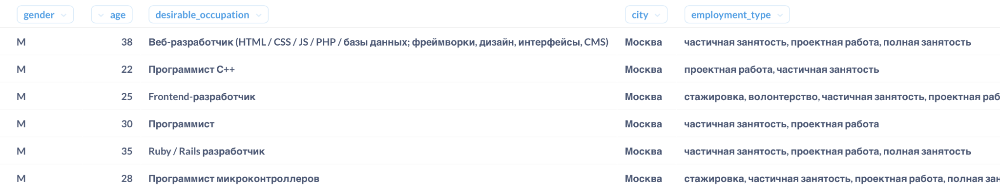 gender age desirable_occupation city employment_type
M 38 Веб-разработчик (HTML / CSS / JS / PHP / базы данных; фреймворки, дизайн, интерфейсы, CMS) Москва частичная занятость, проектная работа, полная занятость
M 22 Программист C++ Москва проектная работа, частичная занятость
M 25 Frontend-разработчик Москва стажировка, волонтерство, частичная занятость, проектная раб
M 30 Программист Москва частичная занятость, проектная работа
M 35 Ruby / Rails разработчик Москва частичная занятость, проектная работа, полная занятость
M 28 Программист микроконтроллеров Москва стажировка, частичная занятость, проектная работа, полная зан